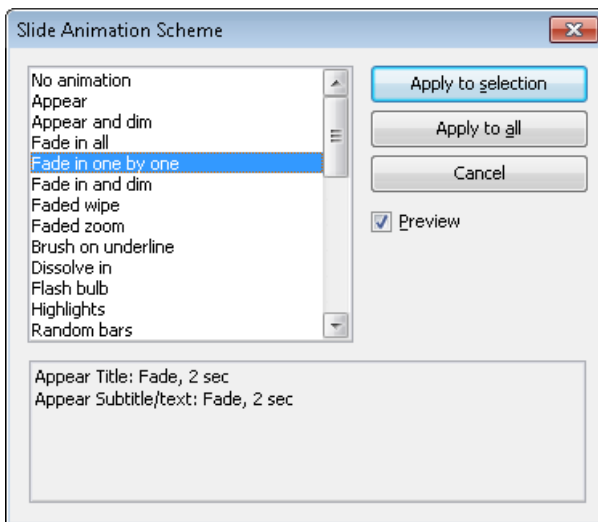 Slide Animation Scheme
No animation
Appear
Appear and dim
Fade in all
Fade in one by one
Fade in and dim
Faded wipe
Faded zoom
Brush on underline
Dissolve in
Flash bulb
Highlights
Random bars
Apply to selection
Apply to all
Cancel
Preview
Appear Title: Fade, 2 sec
Appear Subtitle/text: Fade, 2 sec